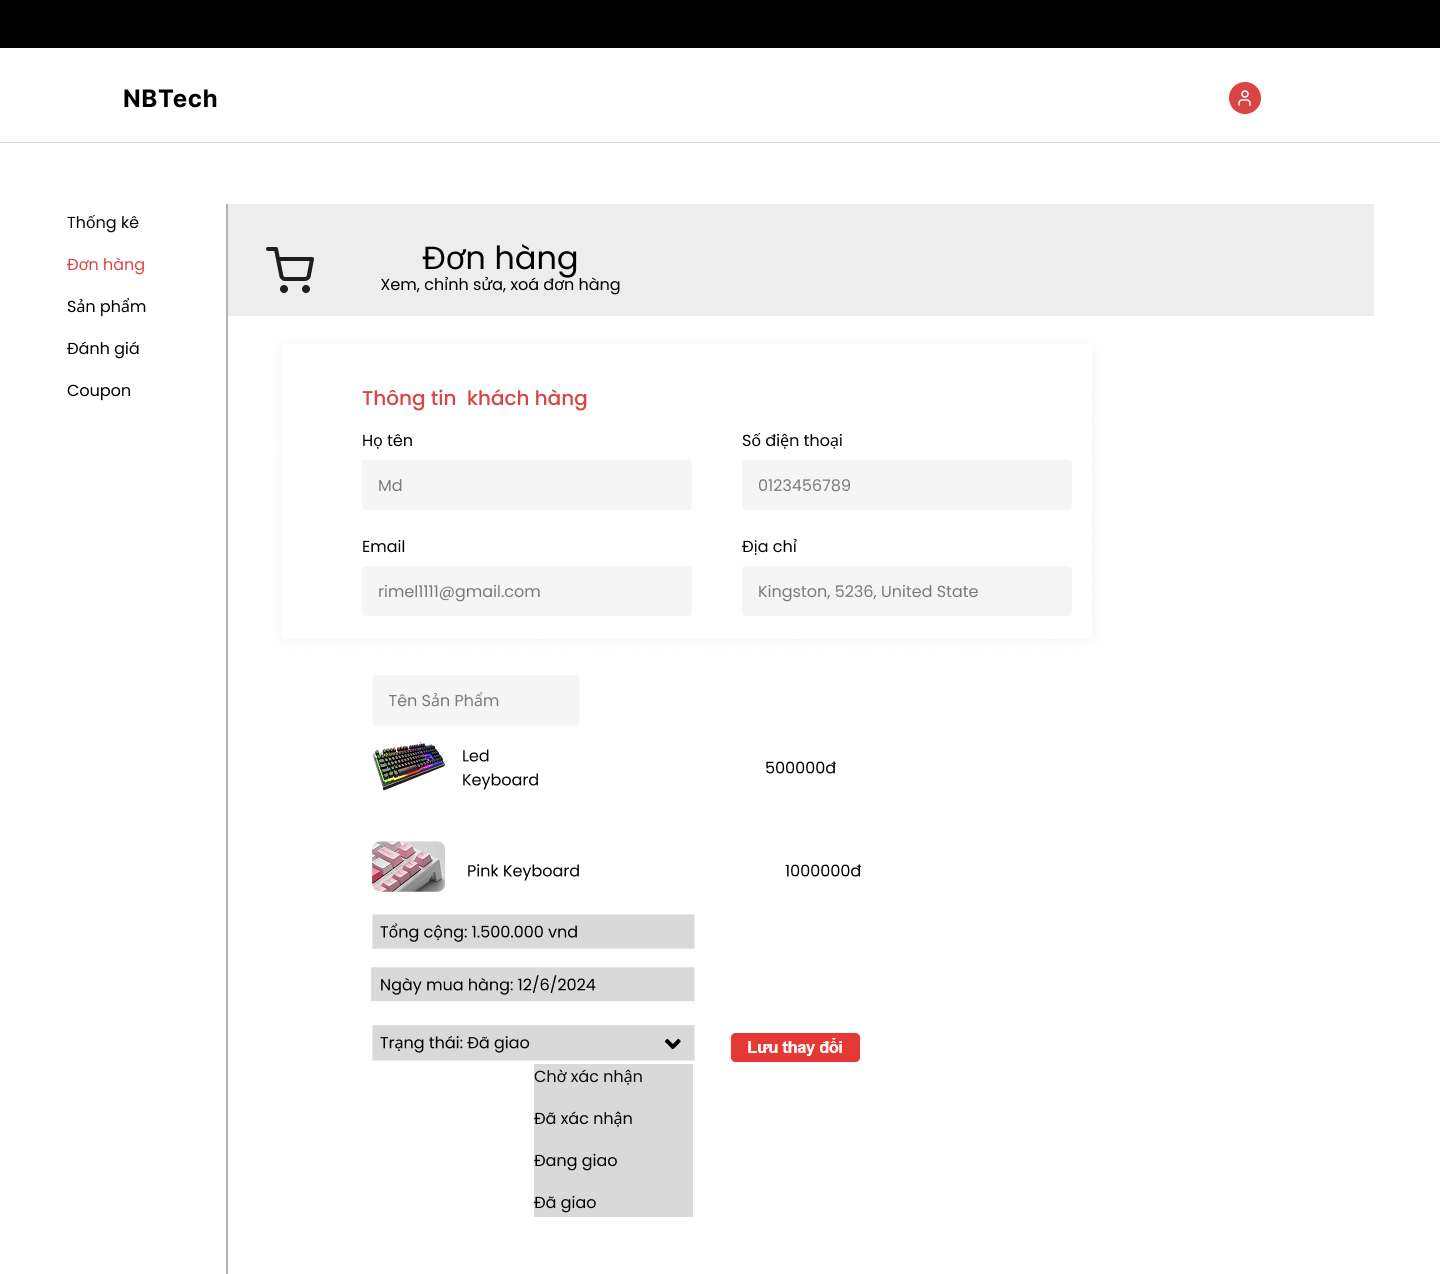 NBTech
Thống kê
Đơn hàng
Sản phẩm
Đánh giá
Coupon
Đơn hàng
Xem, chỉnh sửa, xoá đơn hàng
Thông tin  khách hàng
Họ tên
Số điện thoại
Md
0123456789
Email
Địa chỉ
rimel1111@gmail.com
Kingston, 5236, United State
Tên Sản Phẩm
Led
Keyboard
500000đ
Pink Keyboard
1000000đ
Tổng cộng: 1.500.000 vnd
Ngày mua hàng: 12/6/2024
Trạng thái: Đã giao
Lưu thay đổi
Chờ xác nhận
Đã xác nhận
Đang giao
Đã giao